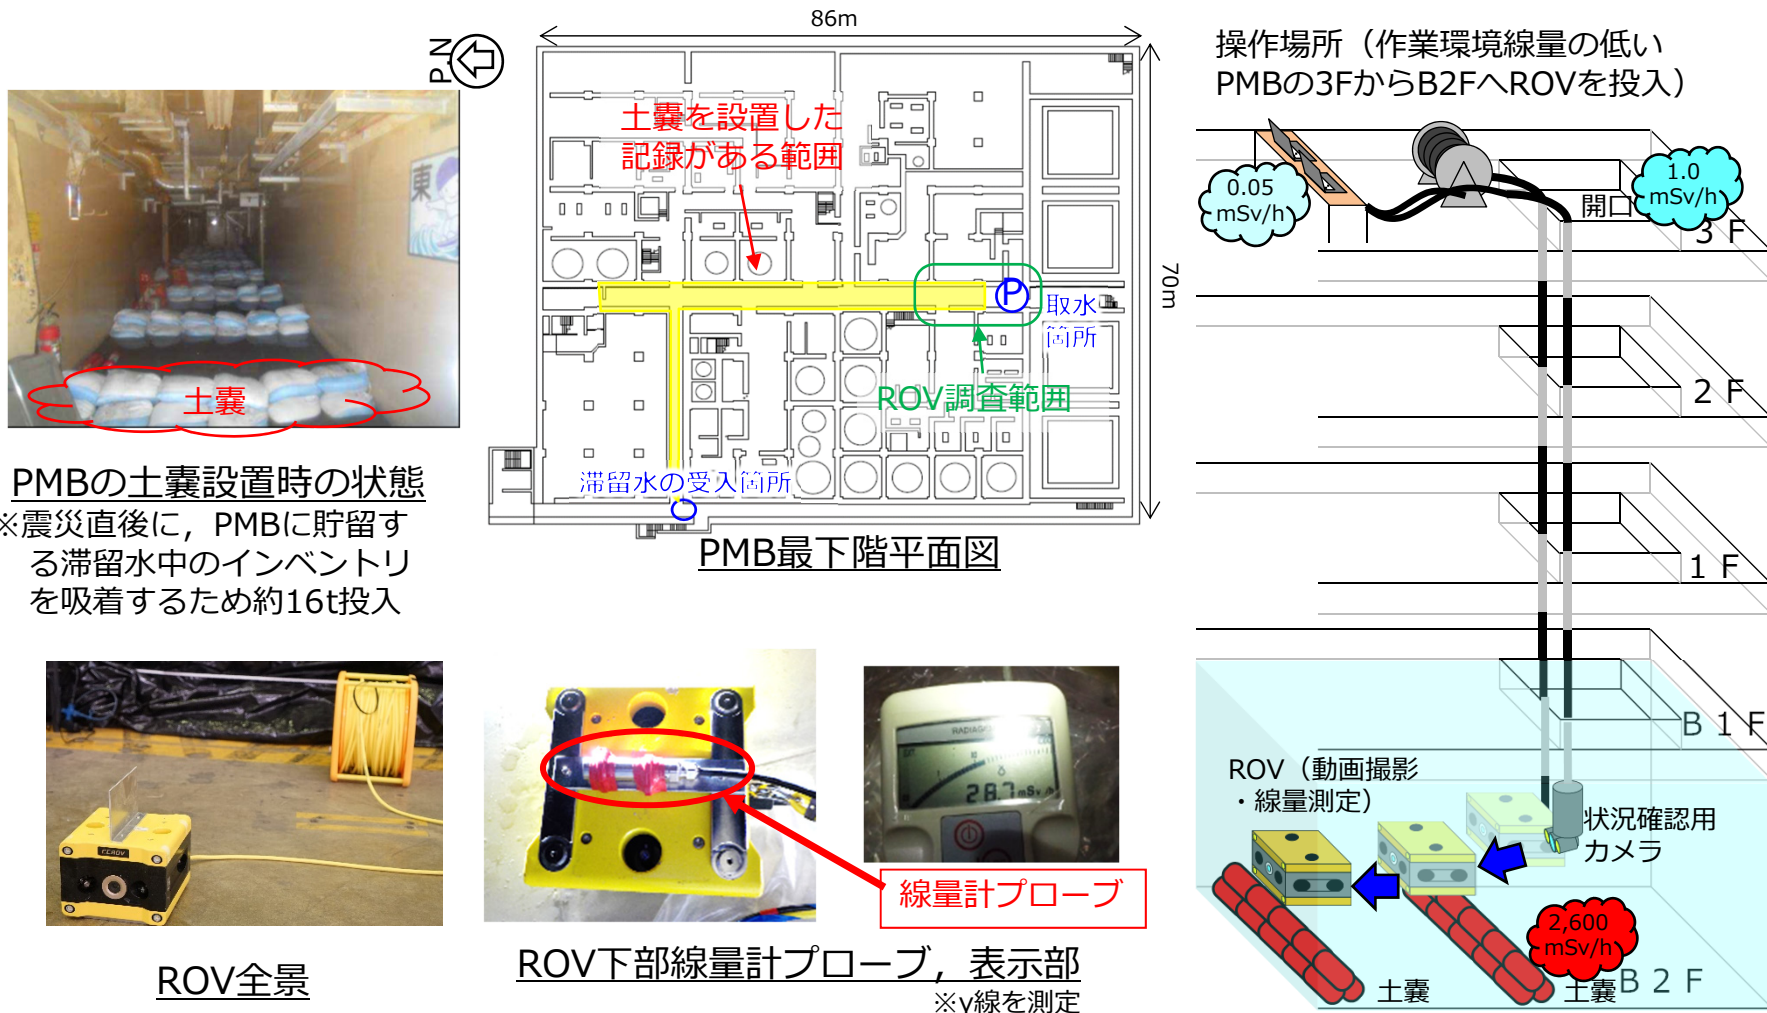 86m
70m
P.N
土嚢を設置した
記録がある範囲
P
取水
箇所
ROV調査範囲
滞留水の受入箇所
PMB最下階平面図
東
土嚢
PMBの土嚢設置時の状態
※震災直後に，PMBに貯留す
る滞留水中のインベントリ
を吸着するため約16t投入
ROV全景
28.7 mSv/h
線量計プローブ
ROV下部線量計プローブ，表示部
※γ線を測定
操作場所（作業環境線量の低い
PMBの3FからB2FへROVを投入）
0.05
mSv/h
1.0
mSv/h
開口
3 F
2 F
1 F
B 1 F
ROV（動画撮影
・線量測定）
状況確認用
カメラ
2,600
mSv/h
土嚢
土嚢
B 2 F